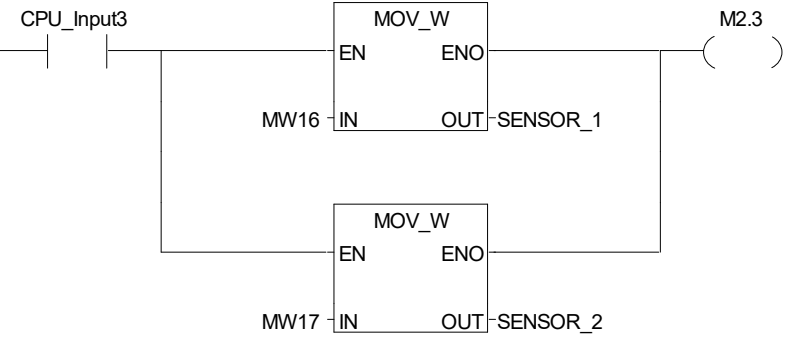 CPU_Input3
MOV_W
M2.3
EN ENO
MW16 IN OUT SENSOR_1
MOV_W
EN ENO
MW17 IN OUT SENSOR_2